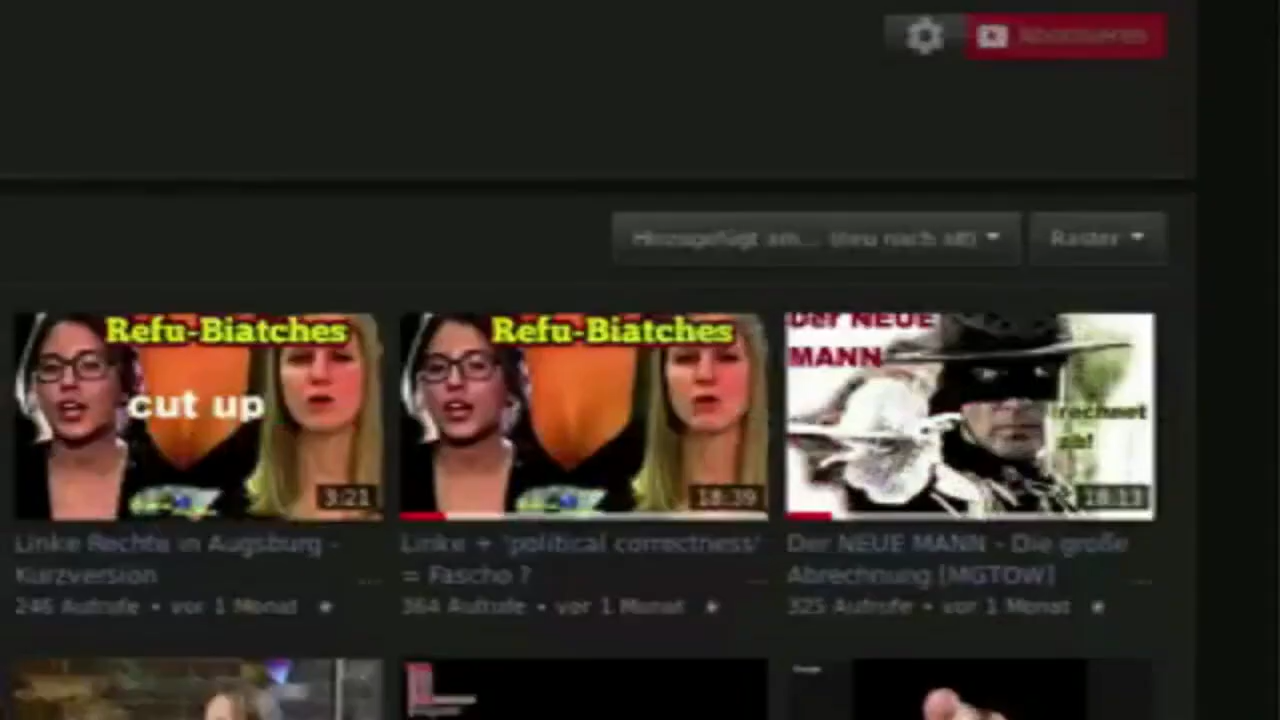 Abonnieren
Hinzugefügt am... (neu nach alt)
Raster
Refu-Biatches
cut up
3:21
Refu-Biatches
18:39
Der NEUE
MANN
rechnet
ab!
18:13
Linke Rechte in Augsburg -
Kurzversion
246 Aufrufe • vor 1 Monat
Linke + 'political correctness'
= Fascho ?
364 Aufrufe • vor 1 Monat
Der NEUE MANN - Die große
Abrechnung [MGTOW]
325 Aufrufe • vor 1 Monat